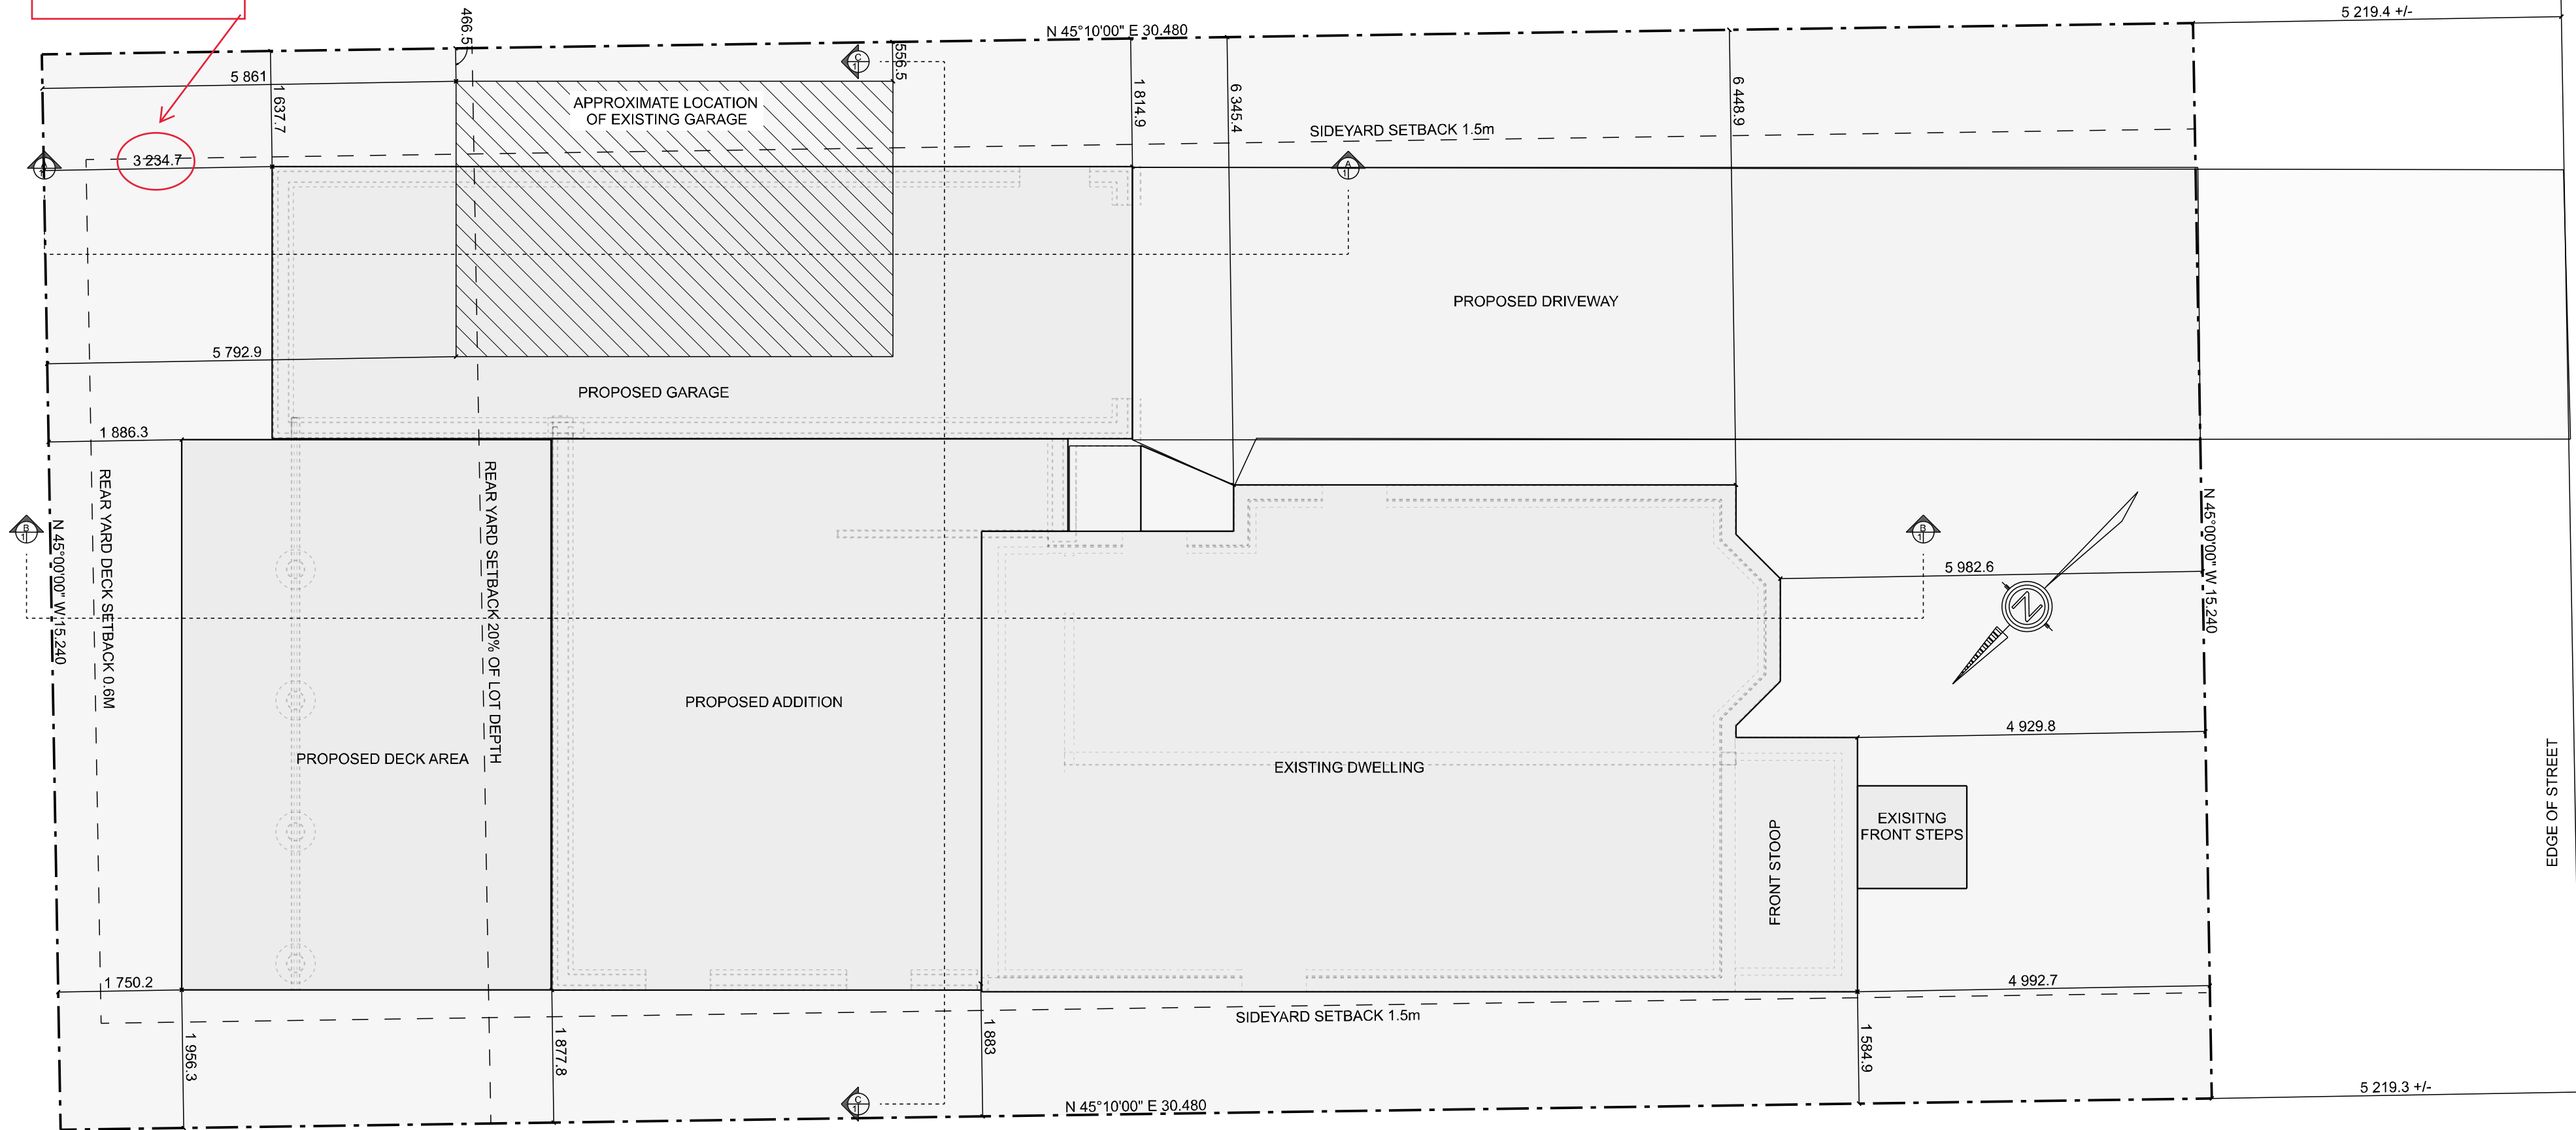 5 219.4 +/-
N 45°10'00" E 30.480
466.5
556.5
5 861
1 637.7
APPROXIMATE LOCATION
OF EXISTING GARAGE
C
1
1 814.9
6 345.4
6 448.9
SIDEYARD SETBACK 1.5m
3 234.7
A
1
A
1
PROPOSED DRIVEWAY
5 792.9
PROPOSED GARAGE
1 886.3
REAR YARD DECK SETBACK 0.6M
REAR YARD SETBACK 20% OF LOT DEPTH
N 45°00'00" W 15.240
B
1
B
1
N 45°00'00" W 15.240
5 982.6
N
PROPOSED ADDITION
4 929.8
PROPOSED DECK AREA
EXISTING DWELLING
EXISITNG
FRONT STEPS
FRONT STOOP
EDGE OF STREET
1 750.2
4 992.7
SIDEYARD SETBACK 1.5m
1 956.3
1 877.8
1 883
1 584.9
5 219.3 +/-
C
1
N 45°10'00" E 30.480